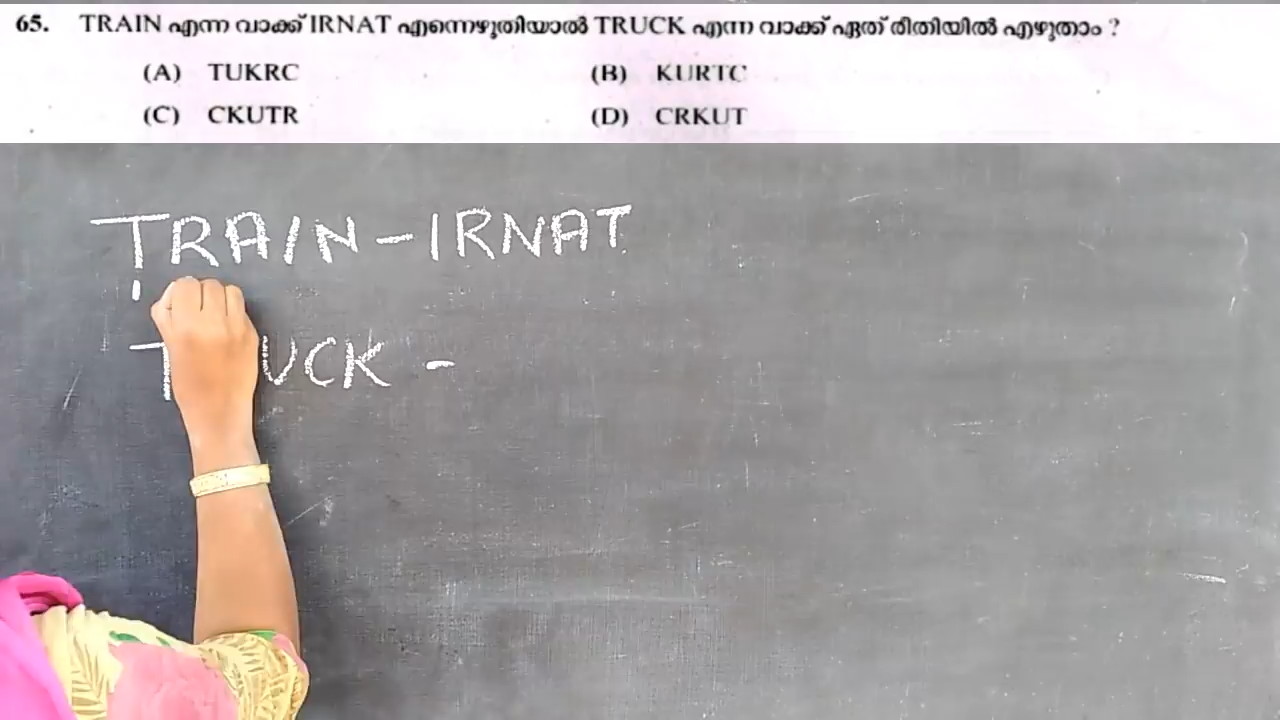 65. TRAIN എന്ന വാക്ക് IRNAT എന്നെഴുതിയാൽ TRUCK എന്ന വാക്ക് ഏത് രീതിയിൽ എഴുതാം ?
(A) TUKRC (B) KURTC
(C) CKUTR (D) CRKUT
TRAIN - IRNAT
T UCK -